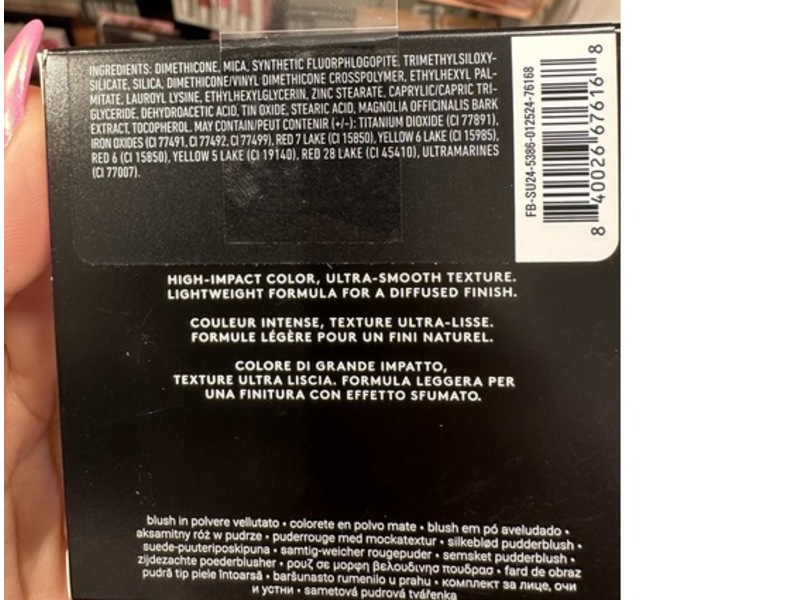 INGREDIENTS: DIMETHICONE, MICA, SYNTHETIC FLUORPHLOGOPITE, TRIMETHYLSILOXY-
SILICATE, SILICA, DIMETHICONE/VINYL DIMETHICONE CROSSPOLYMER, ETHYLHEXYL PAL-
MITATE, LAUROYL LYSINE, ETHYLHEXYLGLYCERIN, ZINC STEARATE, CAPRYLIC/CAPRIC TRI-
GLYCERIDE, DEHYDROACETIC ACID, TIN OXIDE, STEARIC ACID, MAGNOLIA OFFICINALIS BARK
EXTRACT, TOCOPHEROL. MAY CONTAIN/PEUT CONTENIR (+/-): TITANIUM DIOXIDE (CI 77891),
IRON OXIDES (CI 77491, CI 77492, CI 77499), RED 7 LAKE (CI 15850), YELLOW 6 LAKE (CI 15985),
RED 6 (CI 15850), YELLOW 5 LAKE (CI 19140), RED 28 LAKE (CI 45410), ULTRAMARINES
(CI 77007).
FB-SU24-5386-012524-76168
8 40026 67616 8
HIGH-IMPACT COLOR, ULTRA-SMOOTH TEXTURE.
LIGHTWEIGHT FORMULA FOR A DIFFUSED FINISH.
COULEUR INTENSE, TEXTURE ULTRA-LISSE.
FORMULE LÉGÈRE POUR UN FINI NATUREL.
COLORE DI GRANDE IMPATTO,
TEXTURE ULTRA LISCIA. FORMULA LEGGERA PER
UNA FINITURA CON EFFETTO SFUMATO.
blush in polvere vellutato • colorete en polvo mate • blush em pó aveludado •
aksamitny róż w pudrze • puderrouge med mockatextur • silkeblød pudderblush •
suede-puuteriposkipuna • samtig-weicher rougepuder • semsket pudderblush •
zijdezachte poederblusher • ρουζ σε μορφη βελουδινησ πουδρασ • fard de obraz
pudră tip piele întoarsă • baršunasto rumenilo u prahu • комплект за лице, очи
и устни • sametová pudrová tvářenka